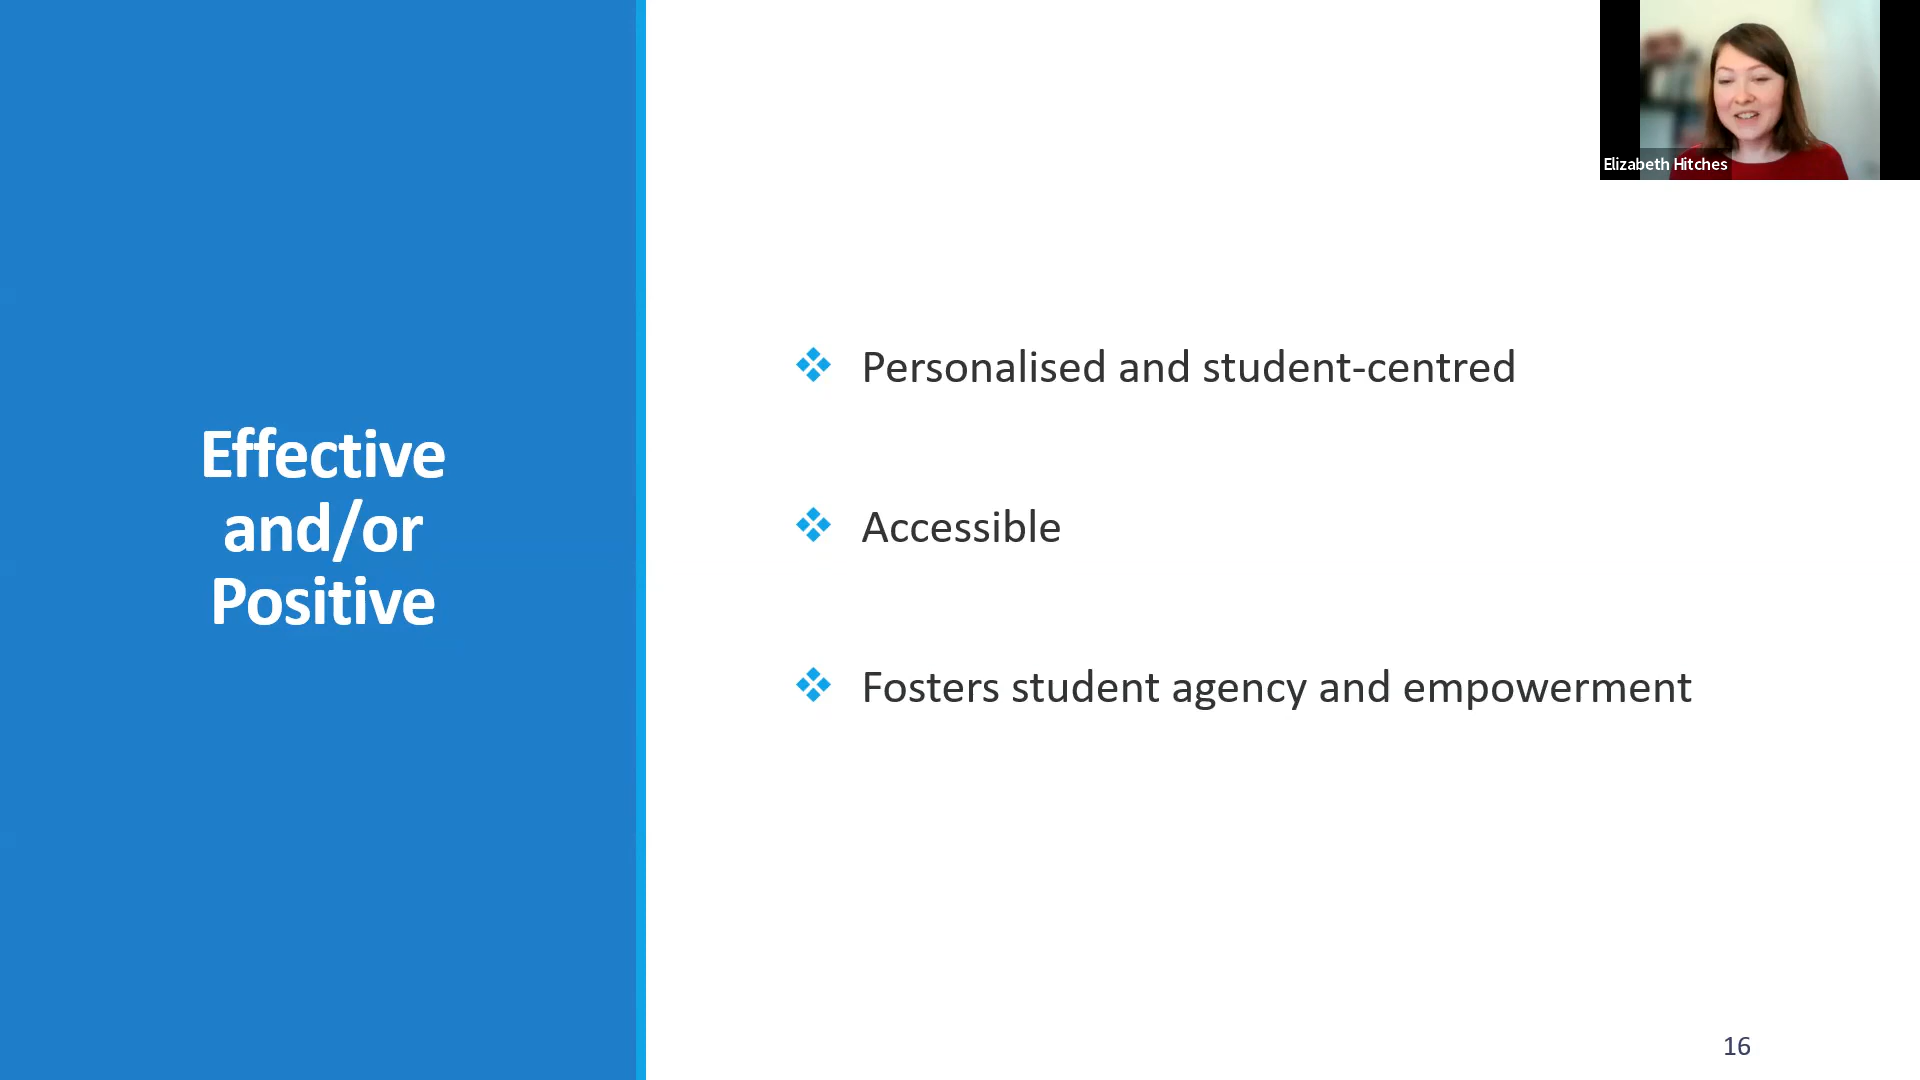 Effective
and/or
Positive
Personalised and student-centred
Accessible
Fosters student agency and empowerment
Elizabeth Hitches
16